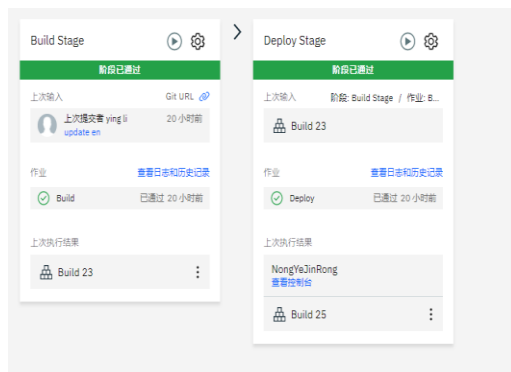 Build Stage
阶段已通过
上次输入
Git URL
上次提交者 ying li
20 小时前
update en
作业
查看日志和历史记录
Build
已通过 20 小时前
上次执行结果
Build 23
Deploy Stage
阶段已通过
上次输入
阶段: Build Stage / 作业: B...
Build 23
作业
查看日志和历史记录
Deploy
已通过 20 小时前
上次执行结果
NongYeJinRong
查看控制台
Build 25